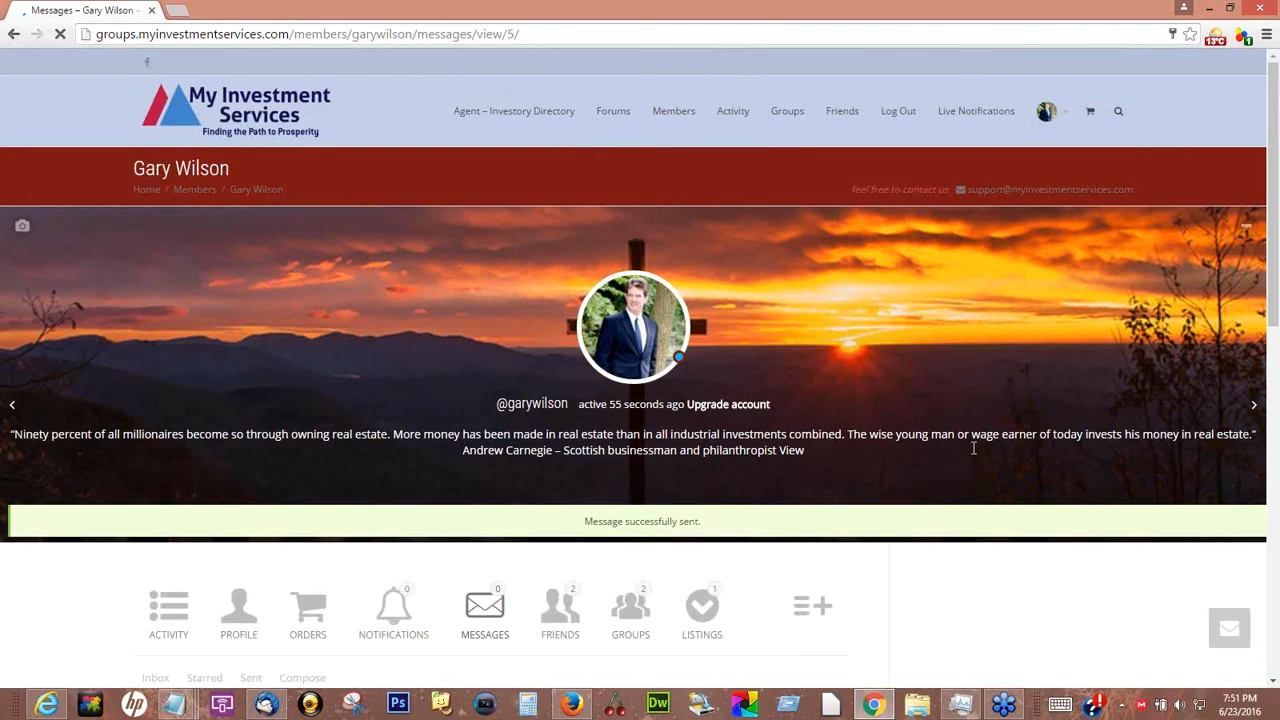 Messages – Gary Wilson -
groups.myinvestmentservices.com/members/garywilson/messages/view/5/
13°C
1
My Investment
Services
Finding the Path to Prosperity
Agent – Investory Directory
Forums
Members
Activity
Groups
Friends
Log Out
Live Notifications
Gary Wilson
Home / Members / Gary Wilson
feel free to contact us support@myinvestmentservices.com
@garywilson active 55 seconds ago Upgrade account
"Ninety percent of all millionaires become so through owning real estate. More money has been made in real estate than in all industrial investments combined. The wise young man or wage earner of today invests his money in real estate."
Andrew Carnegie – Scottish businessman and philanthropist View
Message successfully sent.
0 0 2 2 1
ACTIVITY PROFILE ORDERS NOTIFICATIONS MESSAGES FRIENDS GROUPS LISTINGS
Inbox Starred Sent Compose
hp
Ps
Dw
7:51 PM
6/23/2016